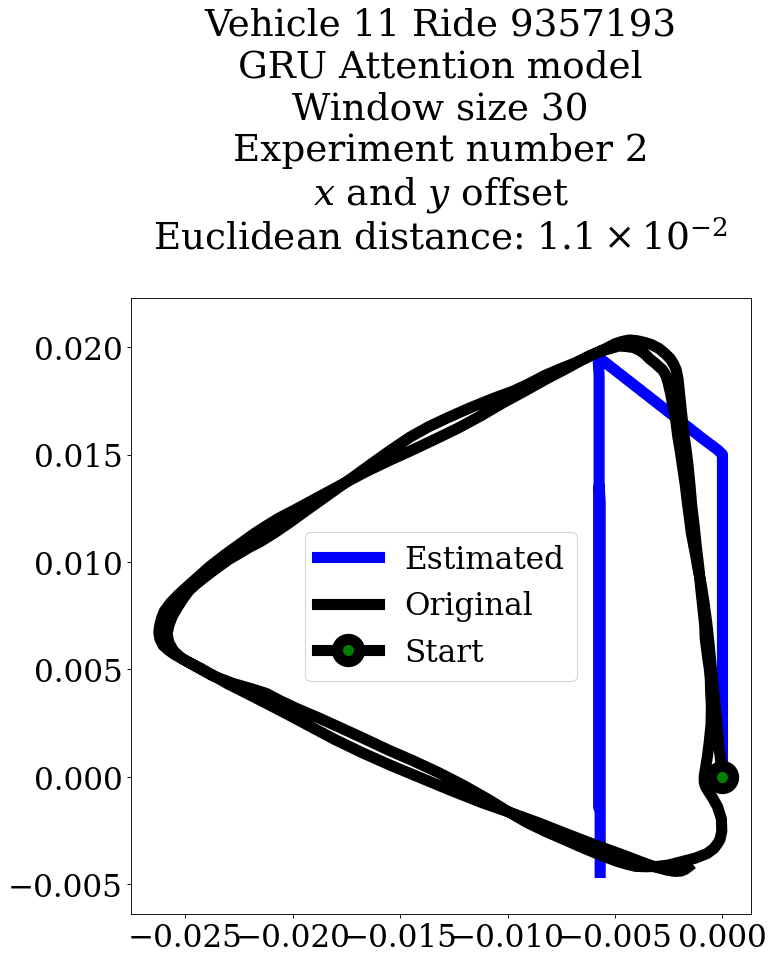 Vehicle 11 Ride 9357193
GRU Attention model
Window size 30
Experiment number 2
x and y offset
Euclidean distance: 1.1 × 10⁻²
0.020
0.015
0.010
0.005
0.000
−0.005
Estimated
Original
Start
−0.025 −0.020 −0.015 −0.010 −0.005 0.000